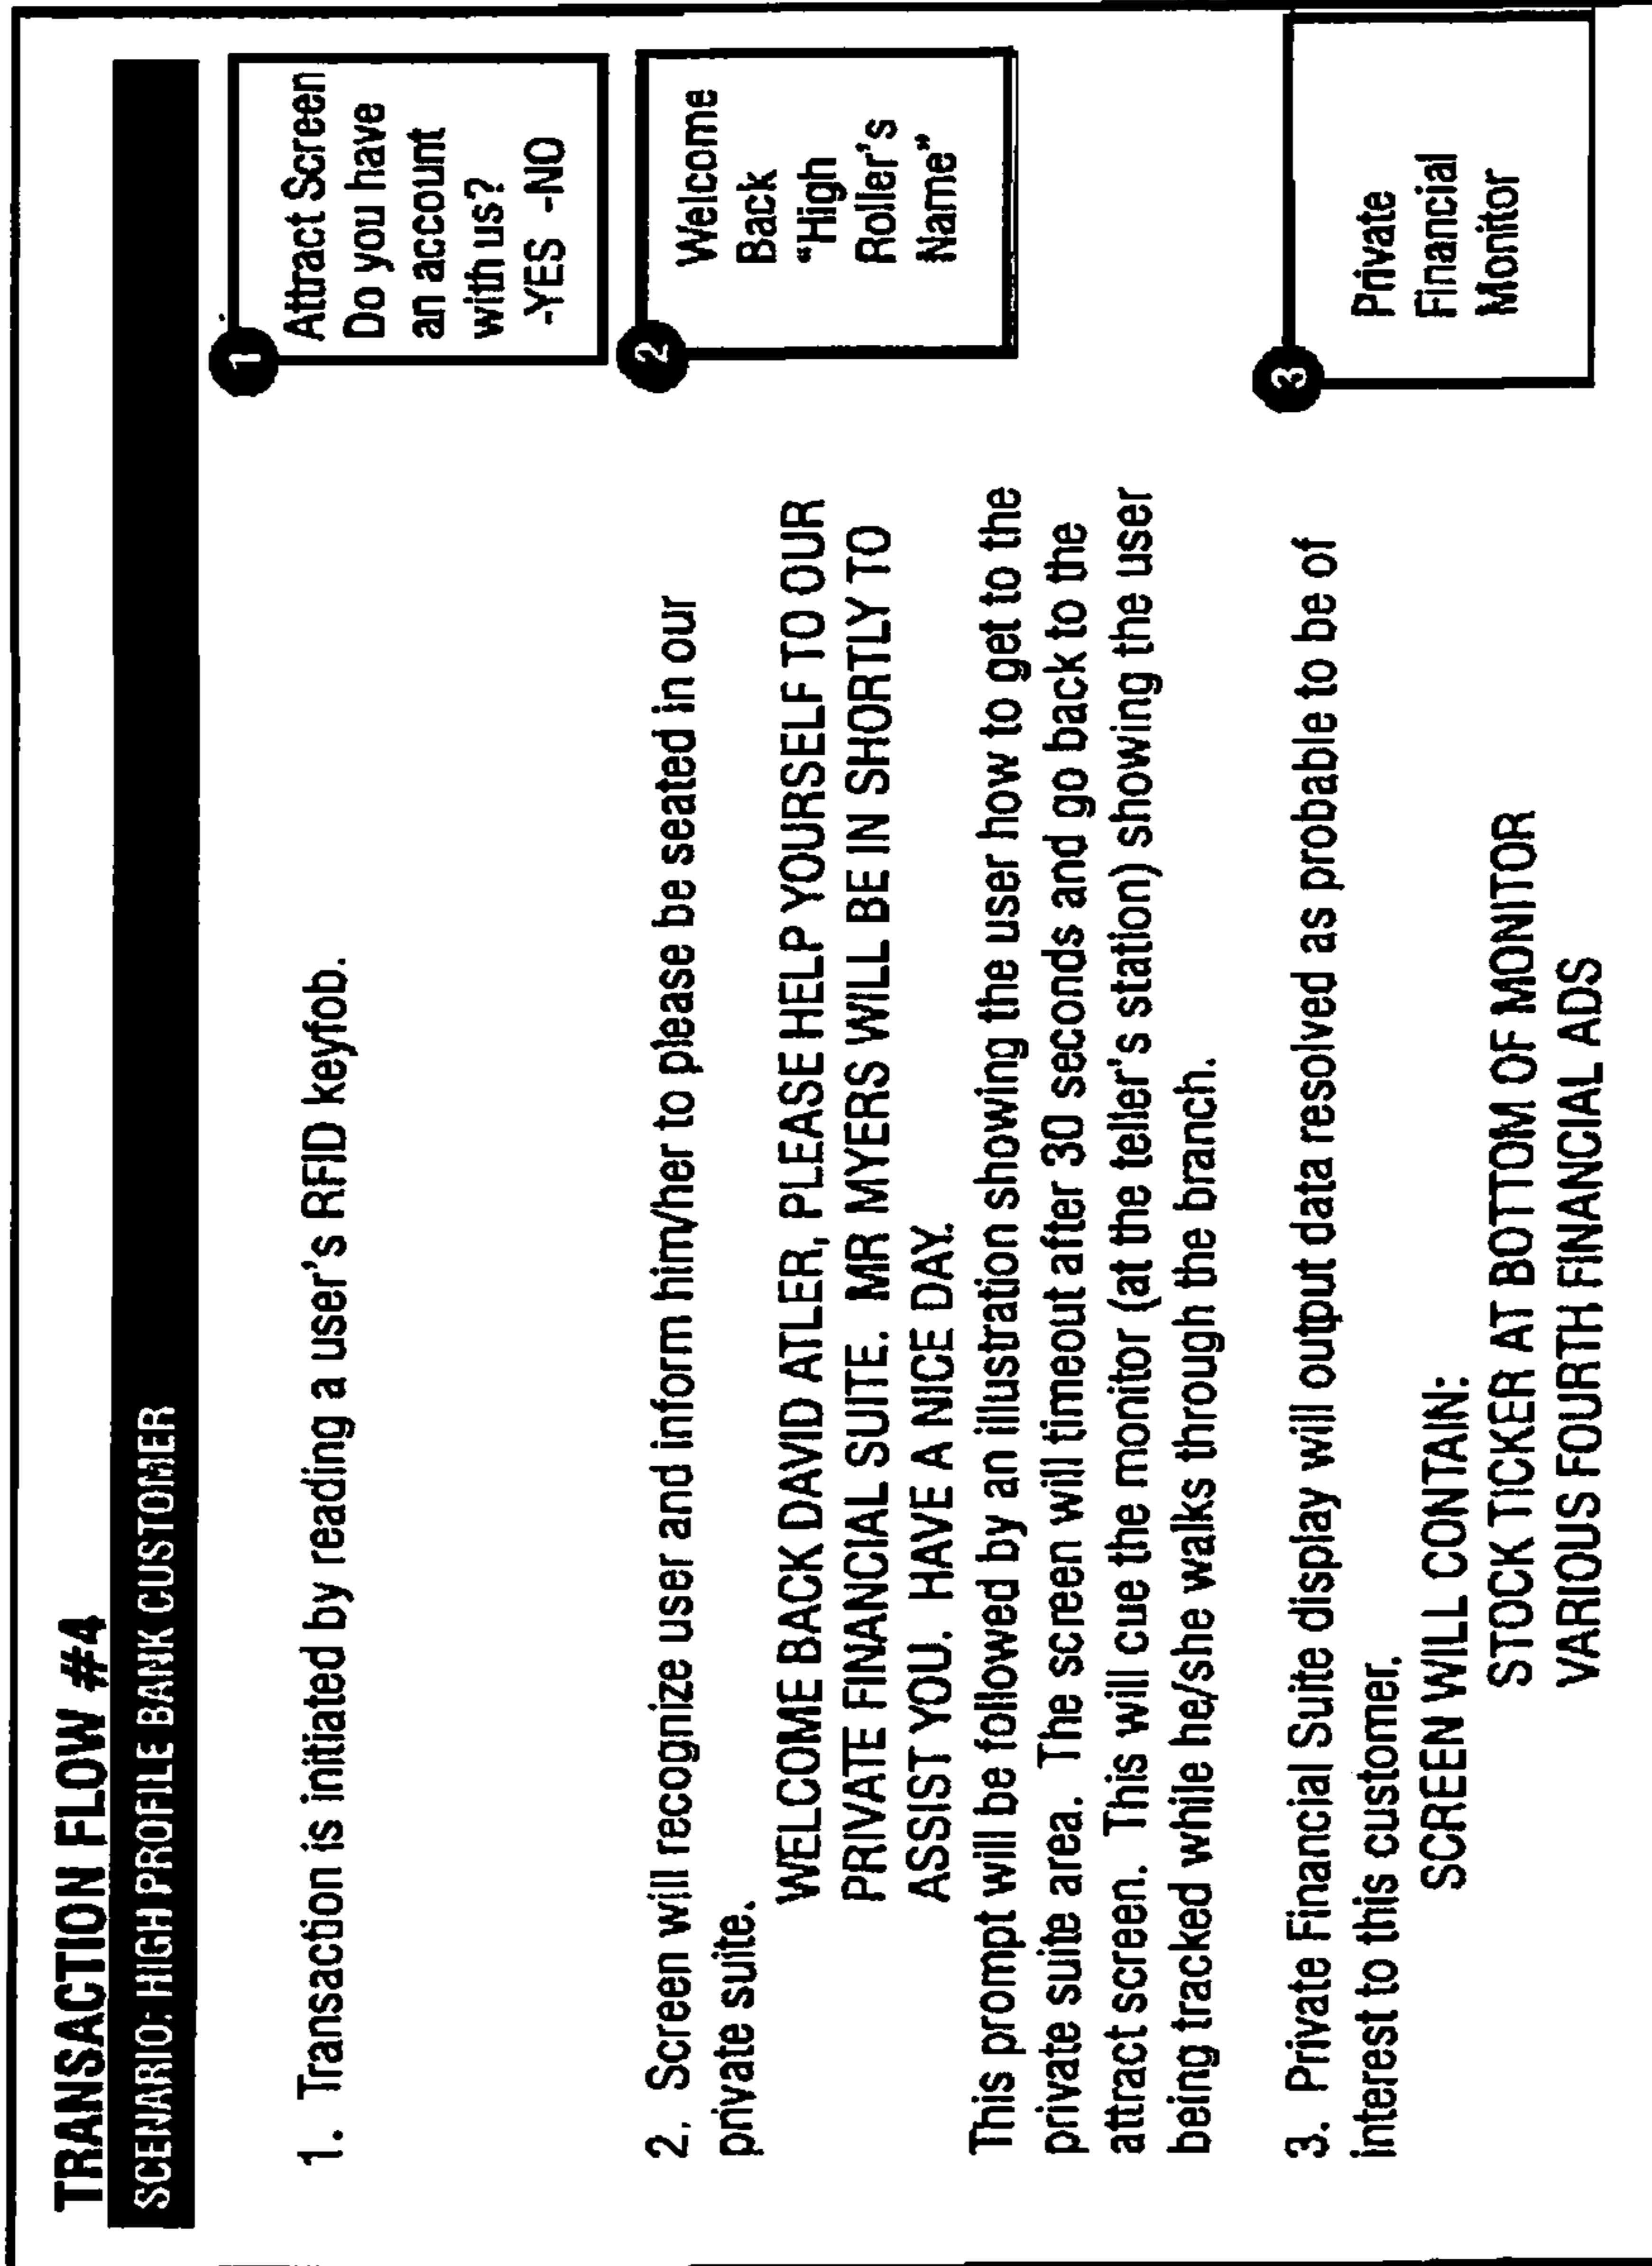 TRANSACTION FLOW #4
SCENARIO: HIGH PROFILE BANK CUSTOMER
1. Transaction is initiated by reading a user's RFID keyfob.
1
Attract Screen
Do you have
an account
with us?
-YES -NO
2. Screen will recognize user and inform him/her to please be seated in our
private suite.
WELCOME BACK DAVID ATLER, PLEASE HELP YOURSELF TO OUR
PRIVATE FINANCIAL SUITE. MR MYERS WILL BE IN SHORTLY TO
ASSIST YOU. HAVE A NICE DAY.
This prompt will be followed by an illustration showing the user how to get to the
private suite area. The screen will timeout after 30 seconds and go back to the
attract screen. This will cue the monitor (at the teller's station) showing the user
being tracked while he/she walks through the branch.
2
Welcome
Back
"High
Roller's
Name"
3. Private Financial Suite display will output data resolved as probable to be of
interest to this customer.
SCREEN WILL CONTAIN:
STOCK TICKER AT BOTTOM OF MONITOR
VARIOUS FOURTH FINANCIAL ADS
3
Private
Financial
Monitor